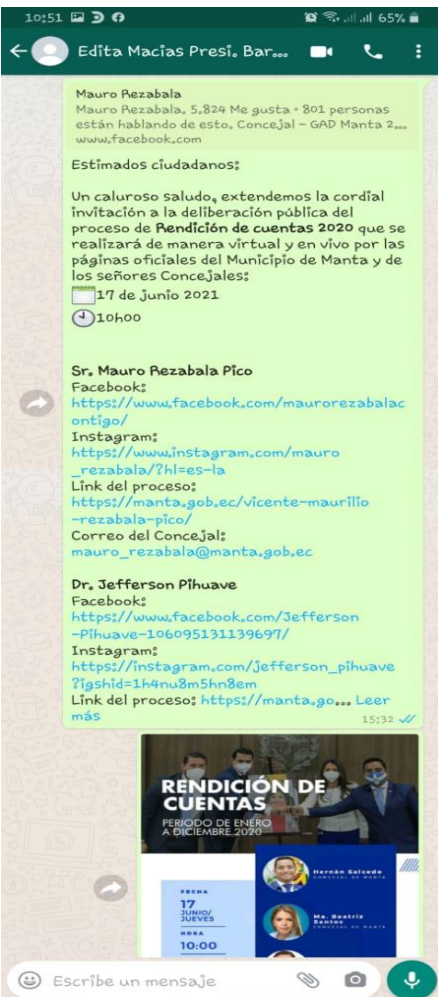 10:51 65%
Edita Macias Presi. Bar...
Mauro Rezabala
Mauro Rezabala, 5,824 Me gusta • 801 personas
están hablando de esto, Concejal - GAD Manta 2...
www.facebook.com
Estimados ciudadanos:
Un caluroso saludo, extendemos la cordial
invitación a la deliberación pública del
proceso de Rendición de cuentas 2020 que se
realizará de manera virtual y en vivo por las
páginas oficiales del Municipio de Manta y de
los señores Concejales:
17 de junio 2021
10h00
Sr. Mauro Rezabala Pico
Facebook:
https://www.facebook.com/maurorezabalac
ontigo/
Instagram:
https://www.instagram.com/mauro
_rezabala/?hl=es-la
Link del proceso:
https://manta.gob.ec/vicente-maurilio
-rezabala-pico/
Correo del Concejal:
mauro_rezabala@manta.gob.ec
Dr. Jefferson Pihuave
Facebook:
https://www.facebook.com/Jefferson
-Pihuave-106095131139697/
Instagram:
https://instagram.com/jefferson_pihuave
?igshid=1h4nu8m5hn8em
Link del proceso: https://manta.go... Leer
más
15:32
RENDICIÓN DE
CUENTAS
PERIODO DE ENERO
A DICIEMBRE 2020
Hernán Salcedo
CONCEJAL DE MANTA
FECHA
17
JUNIO/
JUEVES
Ma. Beatriz
Santos
CONCEJAL DE MANTA
HORA
10:00
Escribe un mensaje